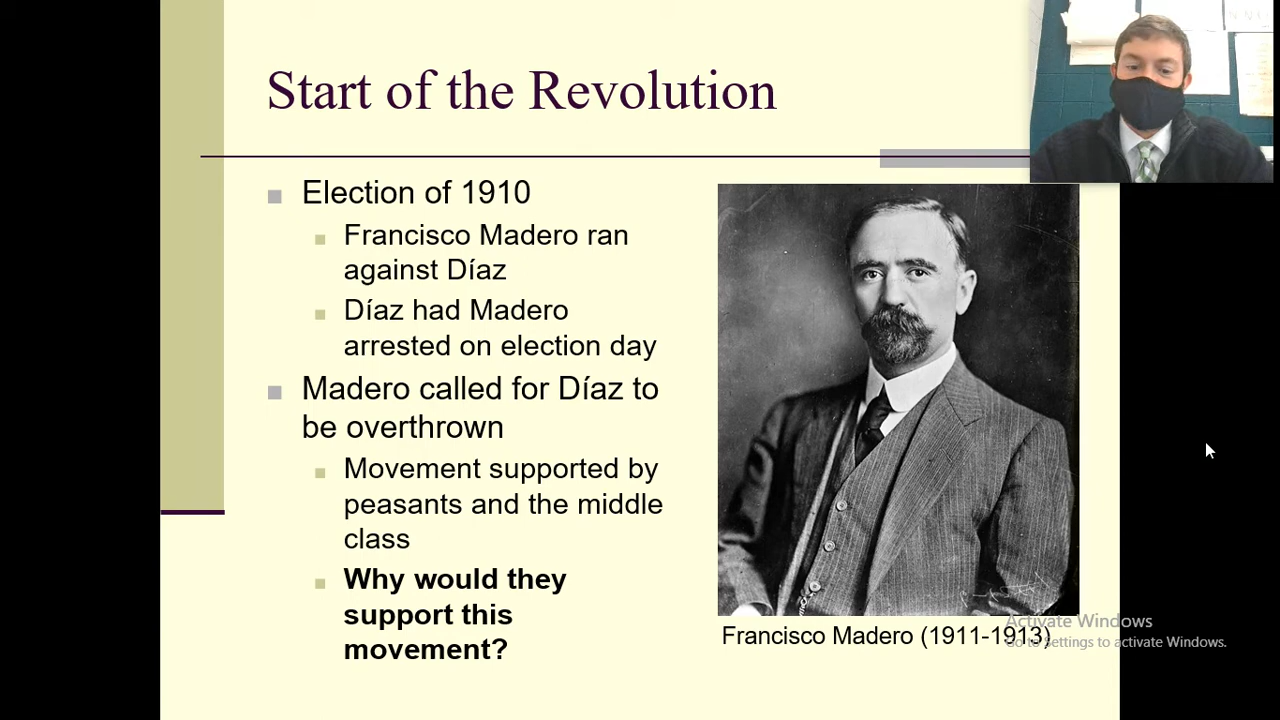 Start of the Revolution
Election of 1910
Francisco Madero ran
against Díaz
Díaz had Madero
arrested on election day
Madero called for Díaz to
be overthrown
Movement supported by
peasants and the middle
class
Why would they
support this
movement?
Francisco Madero (1911-1913)
Activate Windows
Go to Settings to activate Windows.